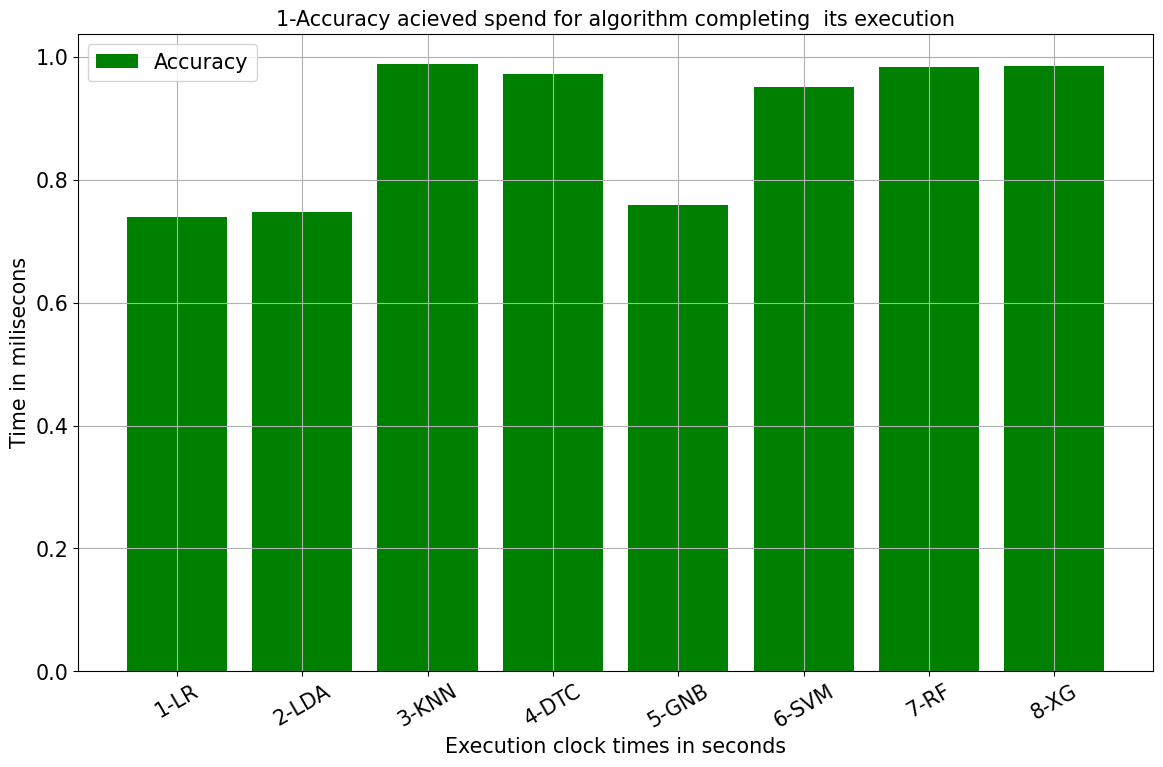 1-Accuracy acieved spend for algorithm completing  its execution
Accuracy
1.0
0.8
0.6
0.4
0.2
0.0
Time in milisecons
1-LR
2-LDA
3-KNN
4-DTC
5-GNB
6-SVM
7-RF
8-XG
Execution clock times in seconds